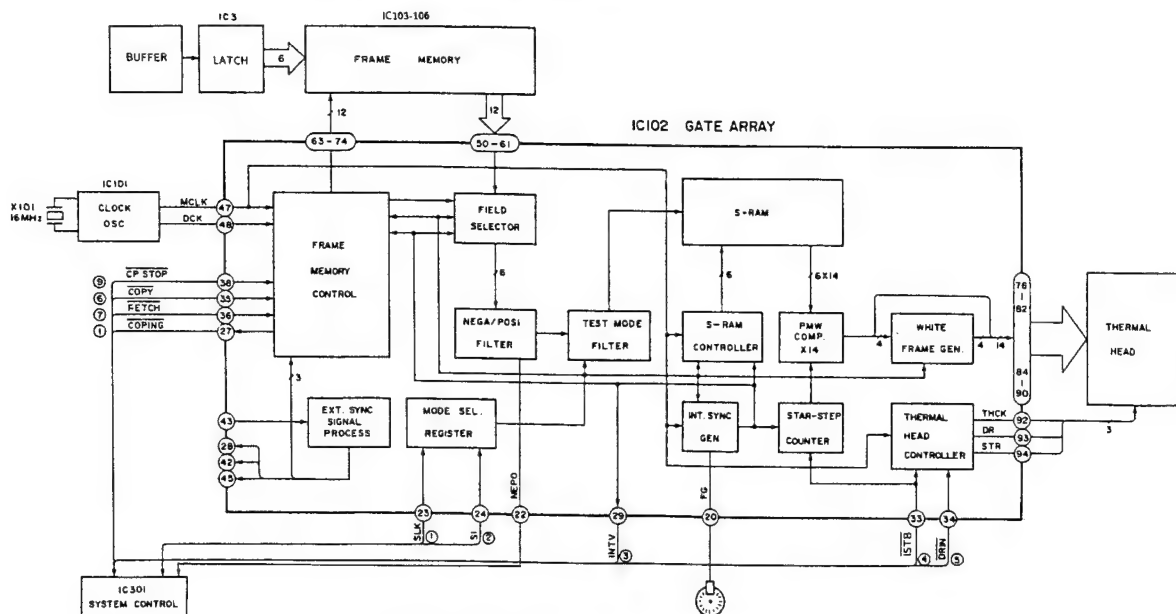 IC3
IC103-106
BUFFER
LATCH
6
FRAME MEMORY
12
12
IC102 GATE ARRAY
63-74
50-61
IC101
X101
16MHz
CLOCK
OSC
MCLK
47
DCK
48
FRAME
MEMORY
CONTROL
FIELD
SELECTOR
S-RAM
6
6
6X14
9
CP STOP
38
6
COPY
35
7
FETCH
36
1
COPING
27
NEGA/POSI
FILTER
TEST MODE
FILTER
S-RAM
CONTROLLER
PMW
COMP.
X14
4
WHITE
FRAME GEN.
4
14
76
|
82
84
|
90
THERMAL
HEAD
3
43
28
42
45
EXT. SYNC
SIGNAL
PROCESS
MODE SEL.
REGISTER
INT. SYNC
GEN
STAR-STEP
COUNTER
THERMAL
HEAD
CONTROLLER
THCK
92
DR
93
STR
94
3
NEPO
FG
23
24
22
29
20
33
34
SLK
1
SI
2
INTV
3
ISTB
4
DRIN
5
IC301
SYSTEM CONTROL